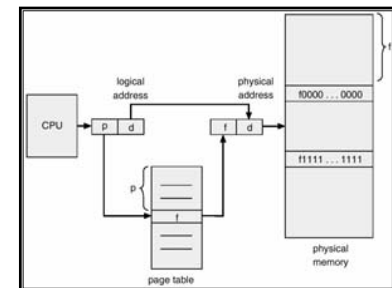 logical
address
physical
address
f
CPU
p d
f d
f0000 . . . 0000
f1111 . . . 1111
p
f
physical
memory
page table